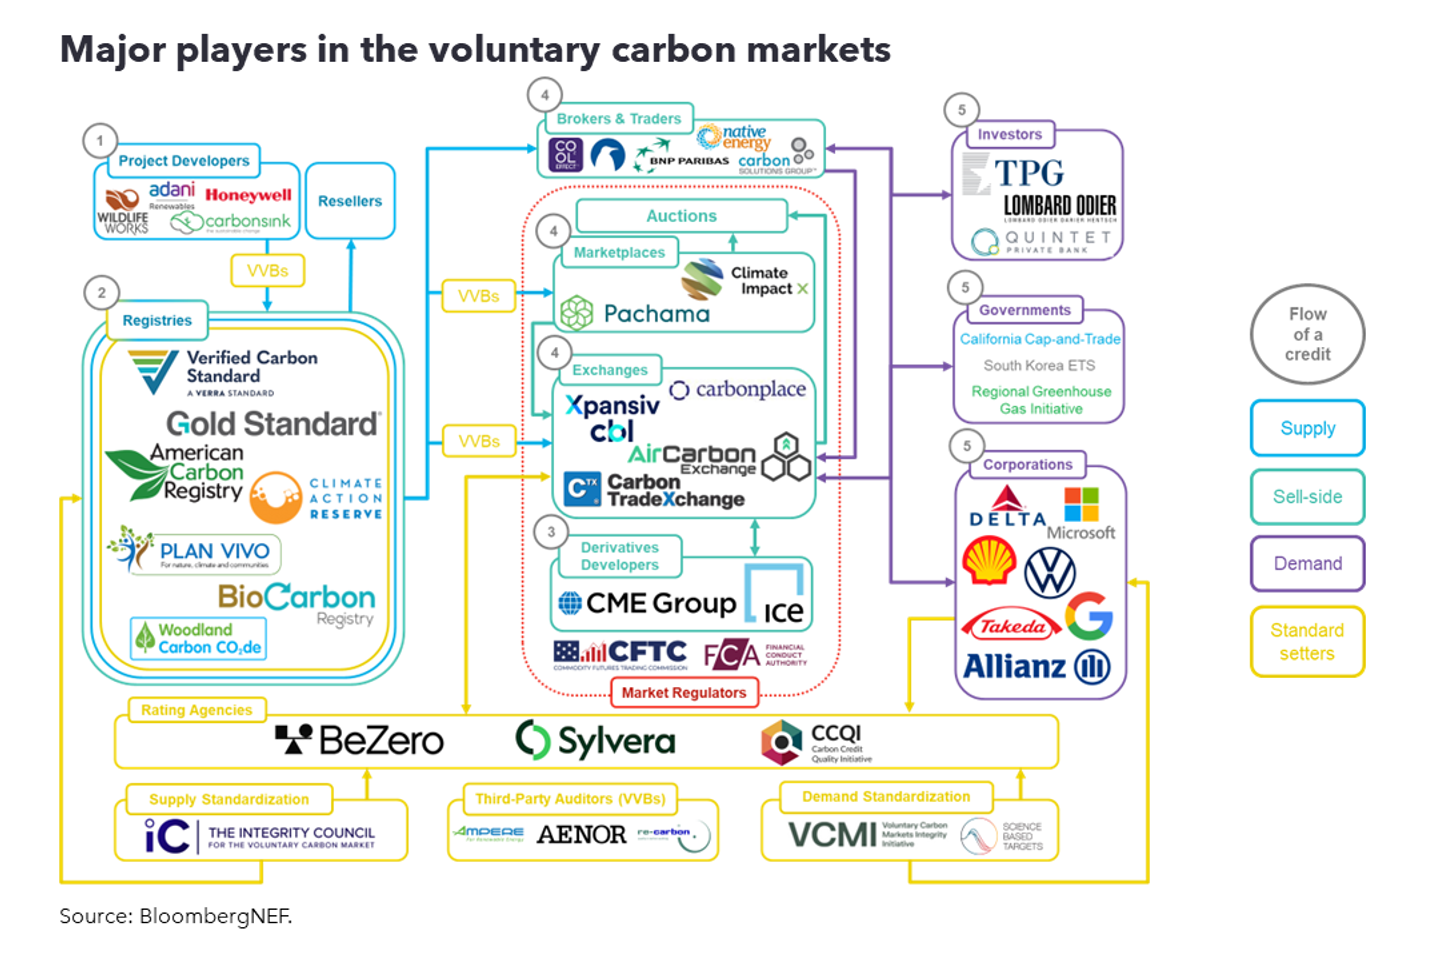 Major players in the voluntary carbon markets
1
Project Developers
WILDLIFE
WORKS
adani
Renewables
Honeywell
carbonsink
Resellers
VVBs
2
Registries
Verified Carbon
Standard
A VERRA STANDARD
Gold Standard
American
Carbon
Registry
CLIMATE
ACTION
RESERVE
PLAN VIVO
For nature, climate and communities
BioCarbon
Registry
Woodland
Carbon CO2de
4
Brokers & Traders
CO
OL
EFFECT
BNP PARIBAS
native
energy
carbon
SOLUTIONS GROUP
Auctions
4
Marketplaces
VVBs
Climate
Impact X
Pachama
4
Exchanges
VVBs
Xpansiv
cbl
carbonplace
AirCarbon
Exchange
CTX
Carbon
TradeXchange
3
Derivatives
Developers
CME Group
ICE
CFTC
COMMODITY FUTURES TRADING COMMISSION
FCA
FINANCIAL
CONDUCT
AUTHORITY
Market Regulators
5
Investors
TPG
LOMBARD ODIER
LOMBARD ODIER DARIER HENTSCH
QUINTET
PRIVATE BANK
5
Governments
California Cap-and-Trade
South Korea ETS
Regional Greenhouse
Gas Initiative
5
Corporations
DELTA
Microsoft
Takeda
Allianz
Flow
of a
credit
Supply
Sell-side
Demand
Standard
setters
Rating Agencies
BeZero
Sylvera
CCQI
Carbon Credit
Quality Initiative
Supply Standardization
iC
THE INTEGRITY COUNCIL
FOR THE VOLUNTARY CARBON MARKET
Third-Party Auditors (VVBs)
AMPERE
For Renewable Energy
AENOR
re-carbon
Demand Standardization
VCMI
Voluntary Carbon
Markets Integrity
Initiative
SCIENCE
BASED
TARGETS
Source: BloombergNEF.